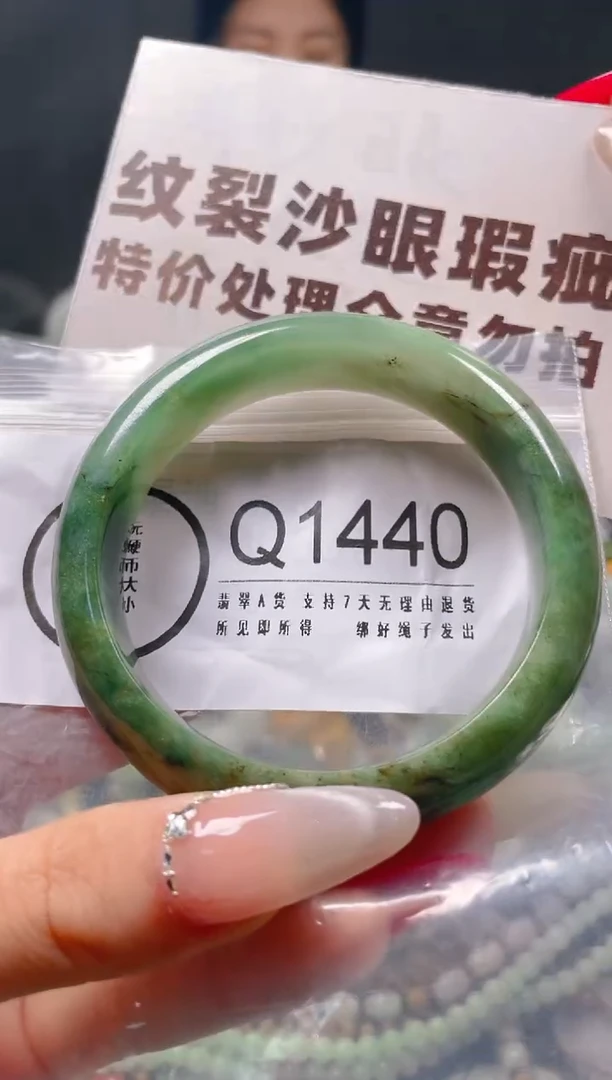 纹裂沙眼瑕疵
特价处理介意勿拍
Q1440
翡翠A货 支持7天无理由退货
所见即所得 绑好绳子发出